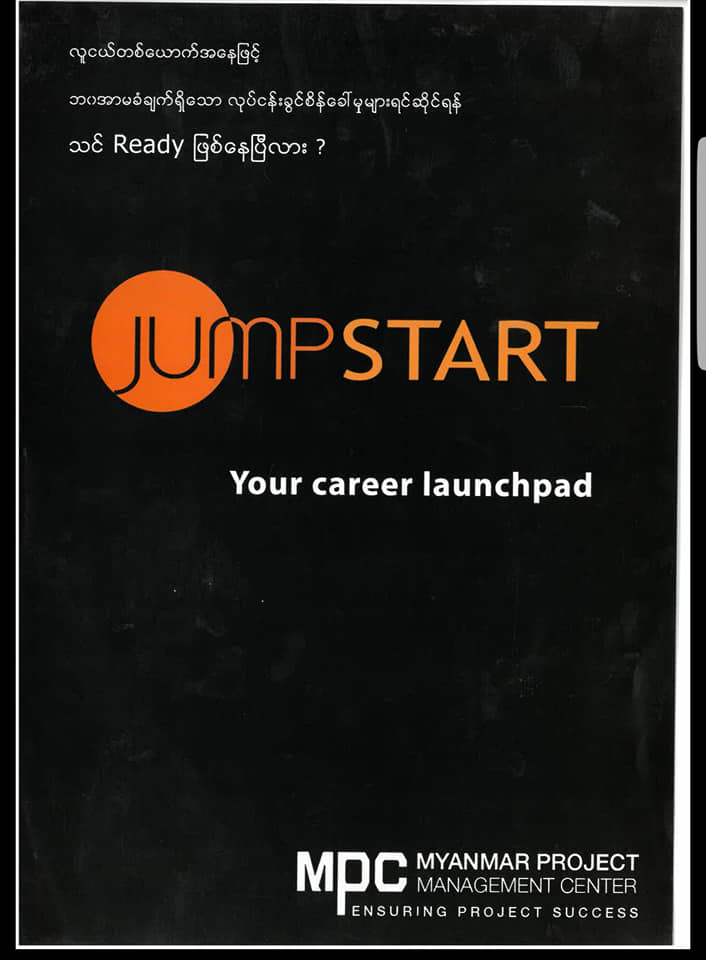 လူငယ်တစ်ယောက်အနေဖြင့်
ဘ၀အာမခံချက်ရှိသော လုပ်ငန်းခွင်စိန်ခေါ်မှုများရင်ဆိုင်ရန်
သင် Ready ဖြစ်နေပြီလား ?
JUMPSTART
Your career launchpad
MPC MYANMAR PROJECT
MANAGEMENT CENTER
ENSURING PROJECT SUCCESS